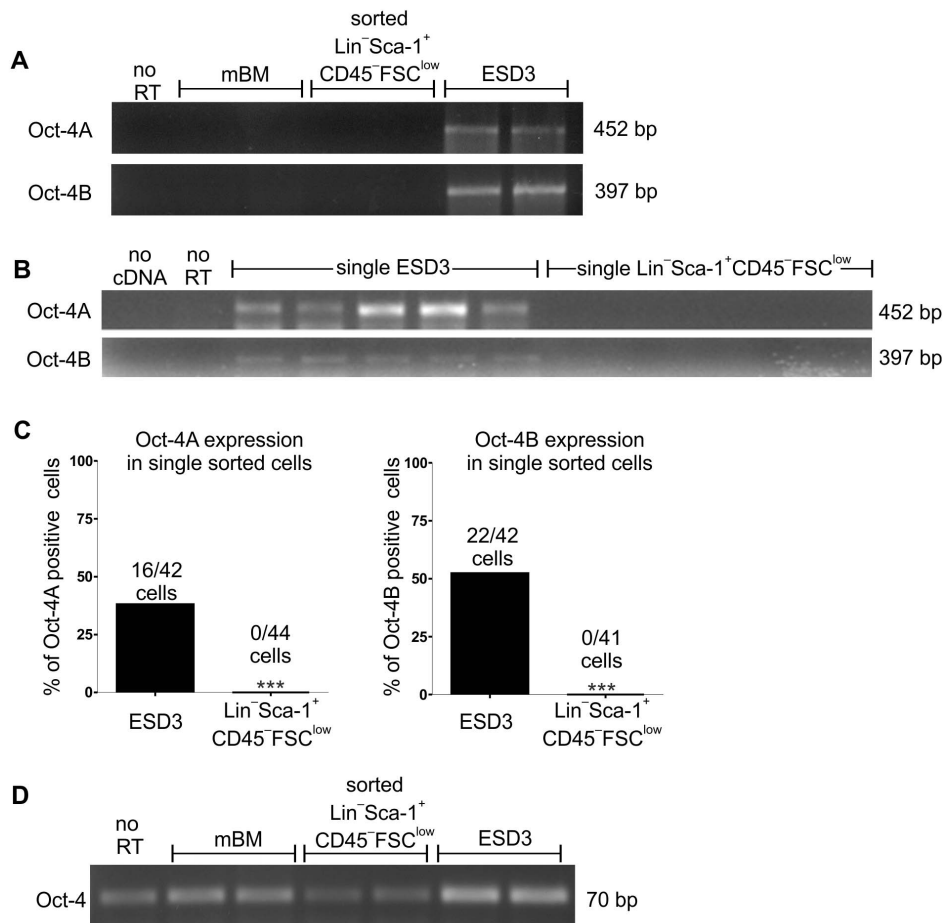 A
no
RT
mBM
sorted
Lin⁻Sca-1⁺
CD45⁻FSC^low
ESD3
Oct-4A
452 bp
Oct-4B
397 bp
B
no
cDNA
no
RT
single ESD3
single Lin⁻Sca-1⁺CD45⁻FSC^low
Oct-4A
452 bp
Oct-4B
397 bp
C
Oct-4A expression
in single sorted cells
% of Oct-4A positive cells
100
75
50
25
0
16/42
cells
0/44
cells
***
ESD3
Lin⁻Sca-1⁺
CD45⁻FSC^low
Oct-4B expression
in single sorted cells
% of Oct-4B positive cells
100
75
50
25
0
22/42
cells
0/41
cells
***
ESD3
Lin⁻Sca-1⁺
CD45⁻FSC^low
D
no
RT
mBM
sorted
Lin⁻Sca-1⁺
CD45⁻FSC^low
ESD3
Oct-4
70 bp